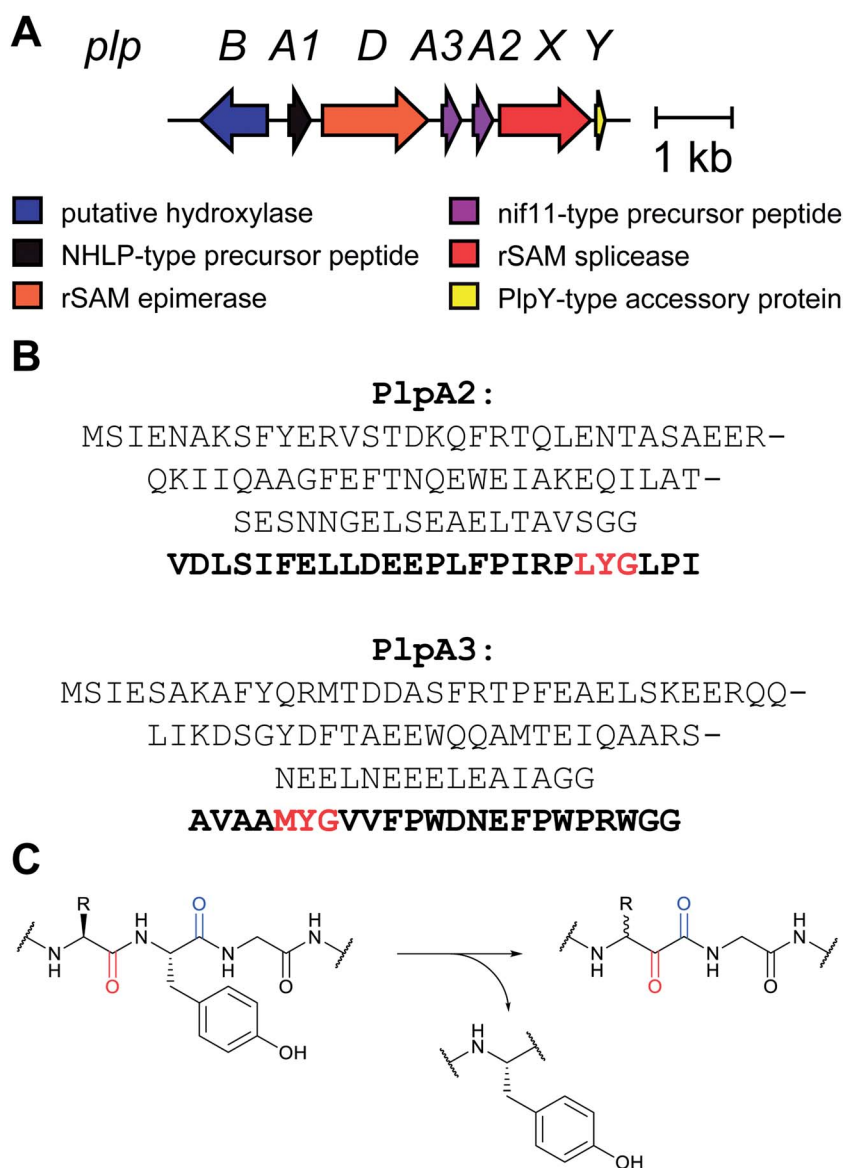 A
plp B A1 D A3 A2 X Y
1 kb
putative hydroxylase
nif11-type precursor peptide
NHLP-type precursor peptide
rSAM splicease
rSAM epimerase
PlpY-type accessory protein
B
PlpA2:
MSIENAKSFYERVSTDKQFRTQLENTASAEER-
QKIIQAAGFEFTNQEWEIAKEQILAT-
SESNNGELSEAELTAVSGG
VDLSIFELLDEEPLFPIRPLYGLPI
PlpA3:
MSIESAKAFYQRMTDDASFRTPFEAELSKEERQQ-
LIKDSGYDFTAEEWQQAMTEIQAARS-
NEELNEEELEAIAGG
AVAAMYGVVFPWDNEFPWPRWGG
C
R H N O H N
N H O N H O
OH
R O H N
N H O N H O
H N
OH